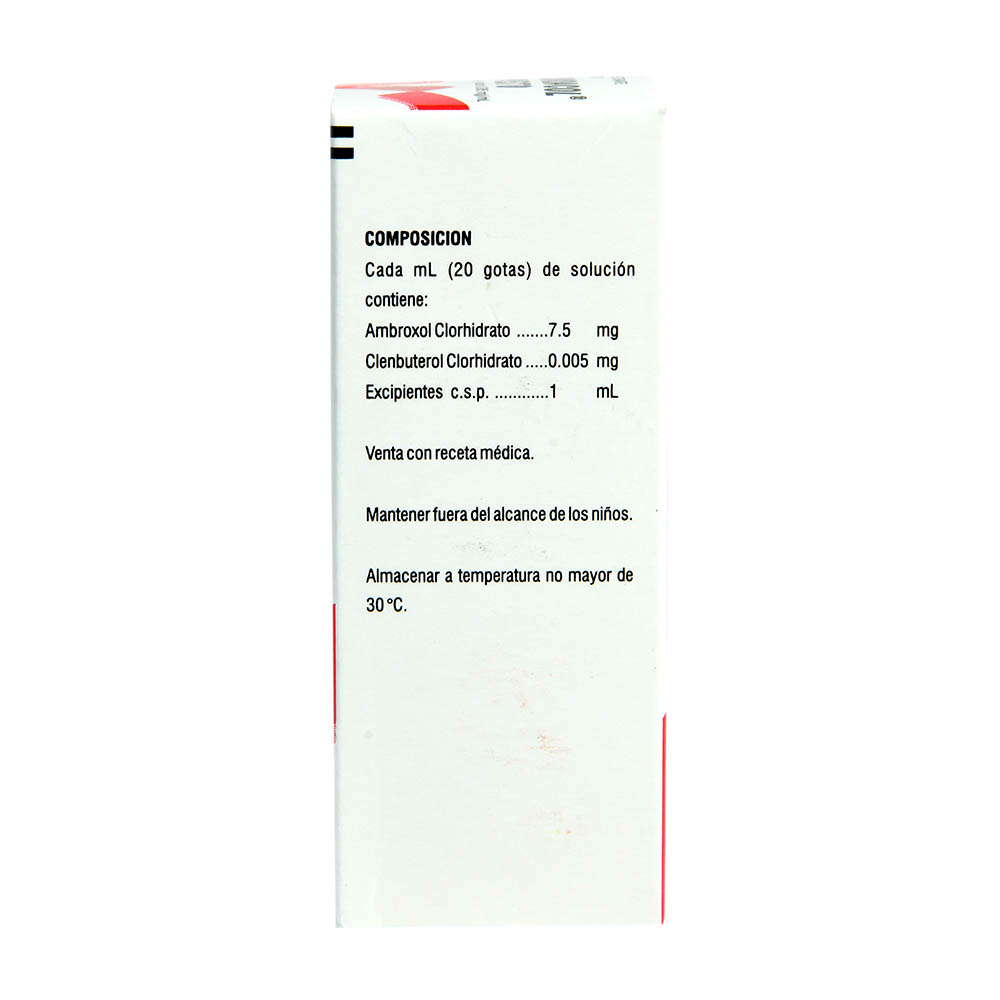 COMPOSICION
Cada mL (20 gotas) de solución
contiene:
Ambroxol Clorhidrato .......7.5 mg
Clenbuterol Clorhidrato .....0.005 mg
Excipientes c.s.p. ............1 mL
Venta con receta médica.
Mantener fuera del alcance de los niños.
Almacenar a temperatura no mayor de
30 °C.